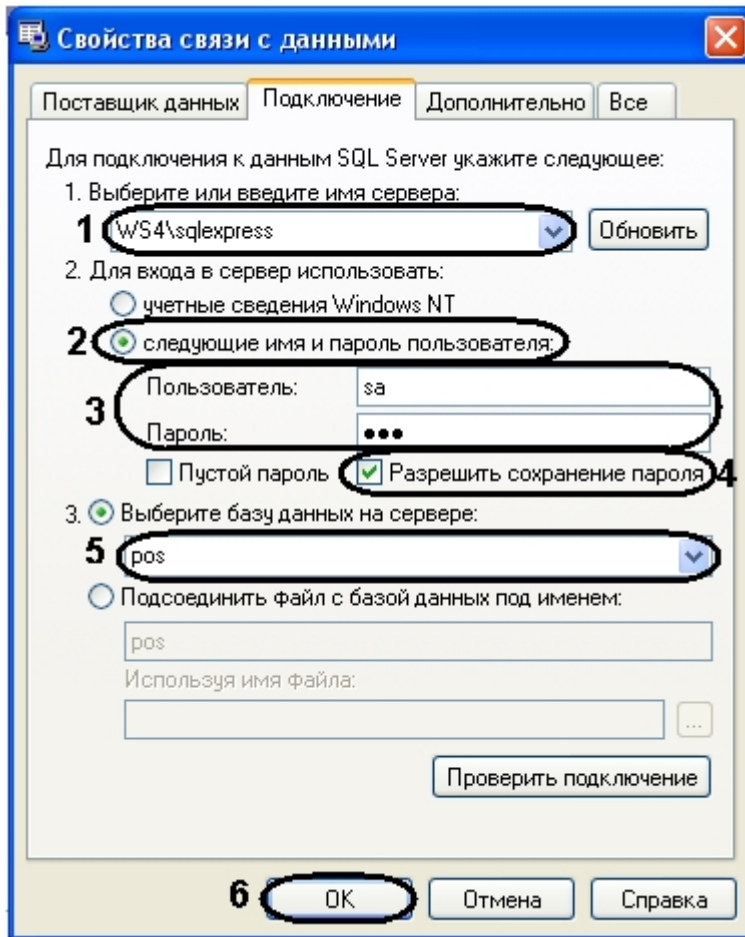 Свойства связи с данными
Поставщик данных Подключение Дополнительно Все
Для подключения к данным SQL Server укажите следующее:
1. Выберите или введите имя сервера:
1 WS4\sqlexpress Обновить
2. Для входа в сервер использовать:
учетные сведения Windows NT
2 следующие имя и пароль пользователя:
Пользователь: sa
3
Пароль: •••
Пустой пароль Разрешить сохранение пароля 4
3. Выберите базу данных на сервере:
5 pos
Подсоединить файл с базой данных под именем:
pos
Используя имя файла:
...
Проверить подключение
6 OK Отмена Справка